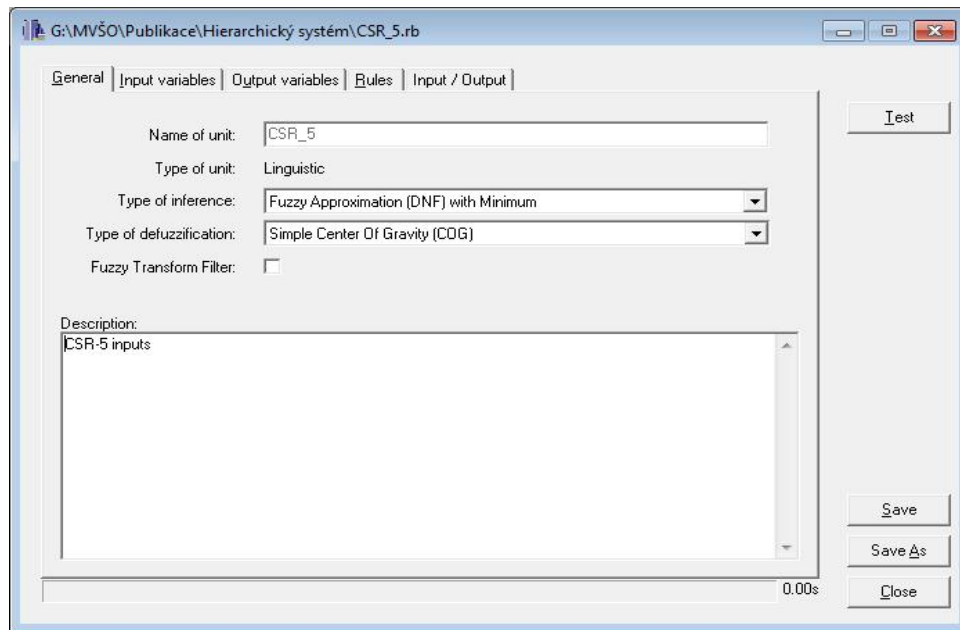 G:\MVŠO\Publikace\Hierarchický systém\CSR_5.rb
General Input variables Output variables Rules Input / Output
Test
Name of unit: CSR_5
Type of unit: Linguistic
Type of inference: Fuzzy Approximation (DNF) with Minimum
Type of defuzzification: Simple Center Of Gravity (COG)
Fuzzy Transform Filter:
Description:
CSR-5 inputs
Save
Save As
0.00s
Close